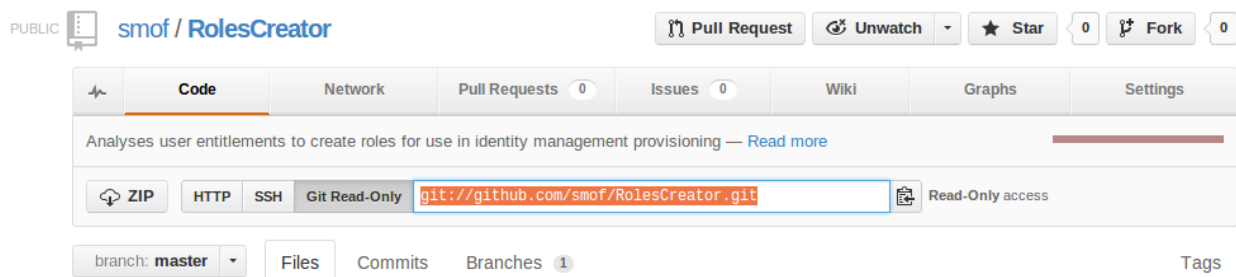 PUBLIC smof / RolesCreator Pull Request Unwatch Star 0 Fork 0
Code Network Pull Requests 0 Issues 0 Wiki Graphs Settings
Analyses user entitlements to create roles for use in identity management provisioning — Read more
ZIP HTTP SSH Git Read-Only git://github.com/smof/RolesCreator.git Read-Only access
branch: master Files Commits Branches 1 Tags